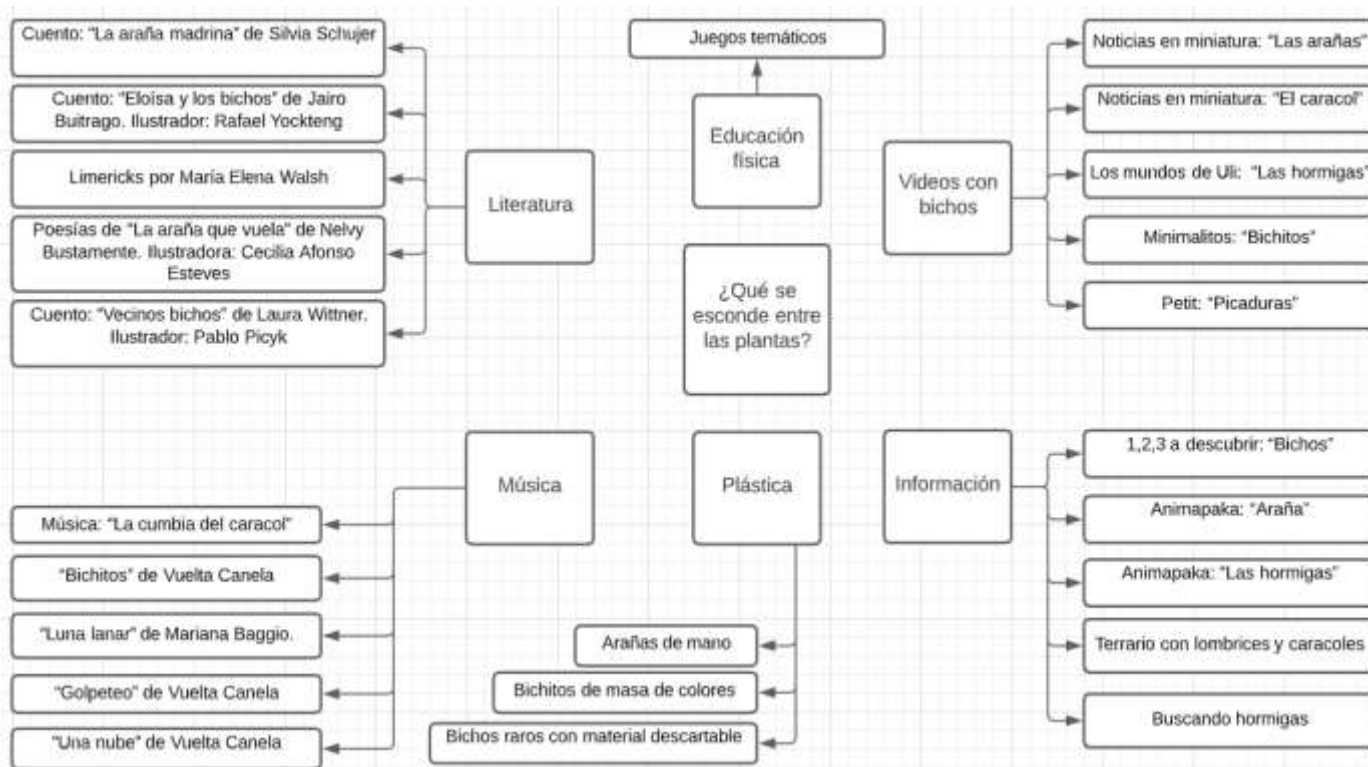 Cuento: "La araña madrina" de Silvia Schujer
Cuento: "Eloísa y los bichos" de Jairo
Buitrago. Ilustrador: Rafael Yockteng
Limericks por María Elena Walsh
Poesías de "La araña que vuela" de Nelvy
Bustamente. Ilustradora: Cecilia Afonso
Esteves
Cuento: "Vecinos bichos" de Laura Wittner.
Ilustrador: Pablo Picyk
Literatura
Juegos temáticos
Educación
física
¿Qué se
esconde entre
las plantas?
Videos con
bichos
Noticias en miniatura: "Las arañas"
Noticias en miniatura: "El caracol"
Los mundos de Uli: "Las hormigas"
Minimalitos: "Bichitos"
Petit: "Picaduras"
Música
Música: "La cumbia del caracol"
"Bichitos" de Vuelta Canela
"Luna lanar" de Mariana Baggio.
"Golpeteo" de Vuelta Canela
"Una nube" de Vuelta Canela
Plástica
Arañas de mano
Bichitos de masa de colores
Bichos raros con material descartable
Información
1,2,3 a descubrir: "Bichos"
Animapaka: "Araña"
Animapaka: "Las hormigas"
Terrario con lombrices y caracoles
Buscando hormigas